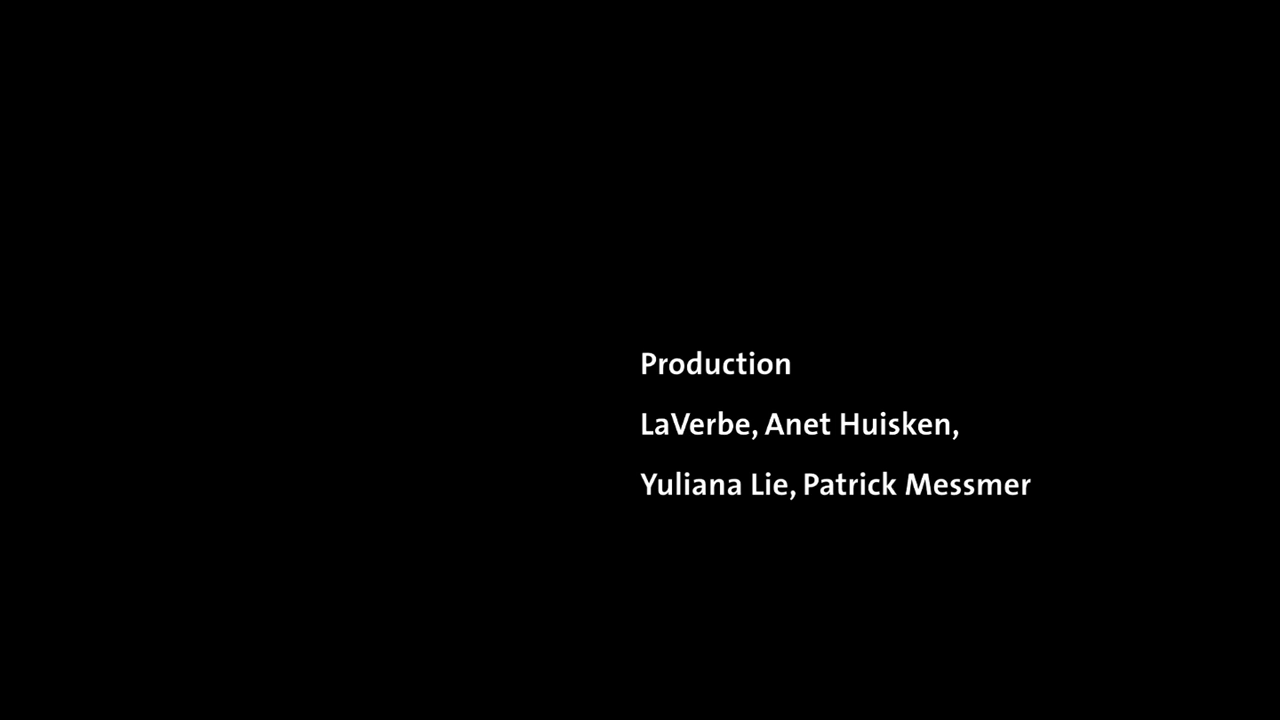 Production
LaVerbe, Anet Huisken,
Yuliana Lie, Patrick Messmer